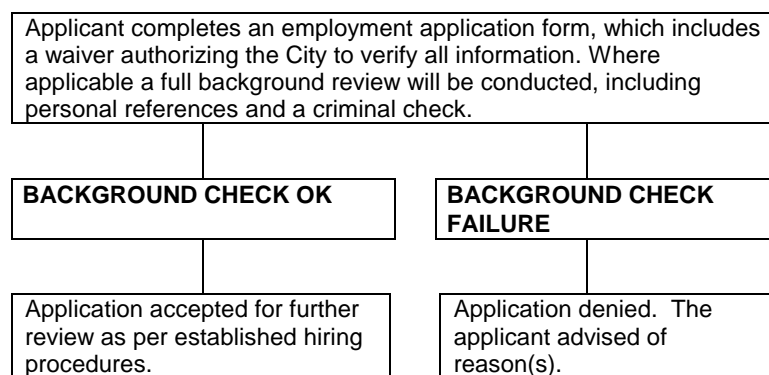 Applicant completes an employment application form, which includes
a waiver authorizing the City to verify all information. Where
applicable a full background review will be conducted, including
personal references and a criminal check.
BACKGROUND CHECK OK
BACKGROUND CHECK
FAILURE
Application accepted for further
review as per established hiring
procedures.
Application denied.  The
applicant advised of
reason(s).